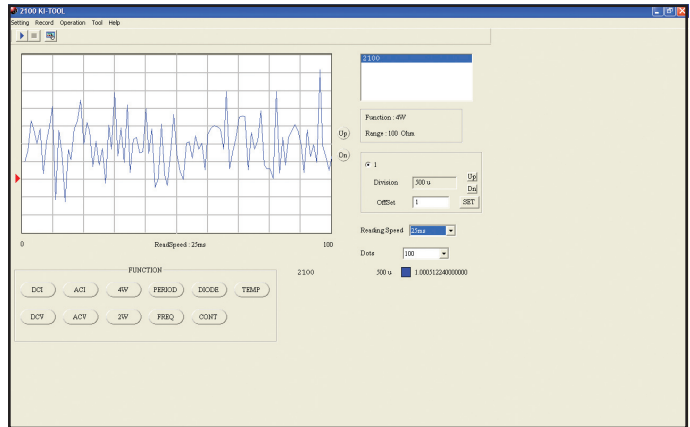 2100 KI-TOOL
Setting Record Operation Tool Help
2100
Function : 4W
Range : 100 Ohm
Up
Dn
1
Division 500 u Up
Dn
OffSet 1 SET
Reading Speed 25ms
0 ReadSpeed : 25ms 100
Dots 100
FUNCTION
2100 500 u 1.000512240000000
DCI ACI 4W PERIOD DIODE TEMP
DCV ACV 2W FREQ CONT